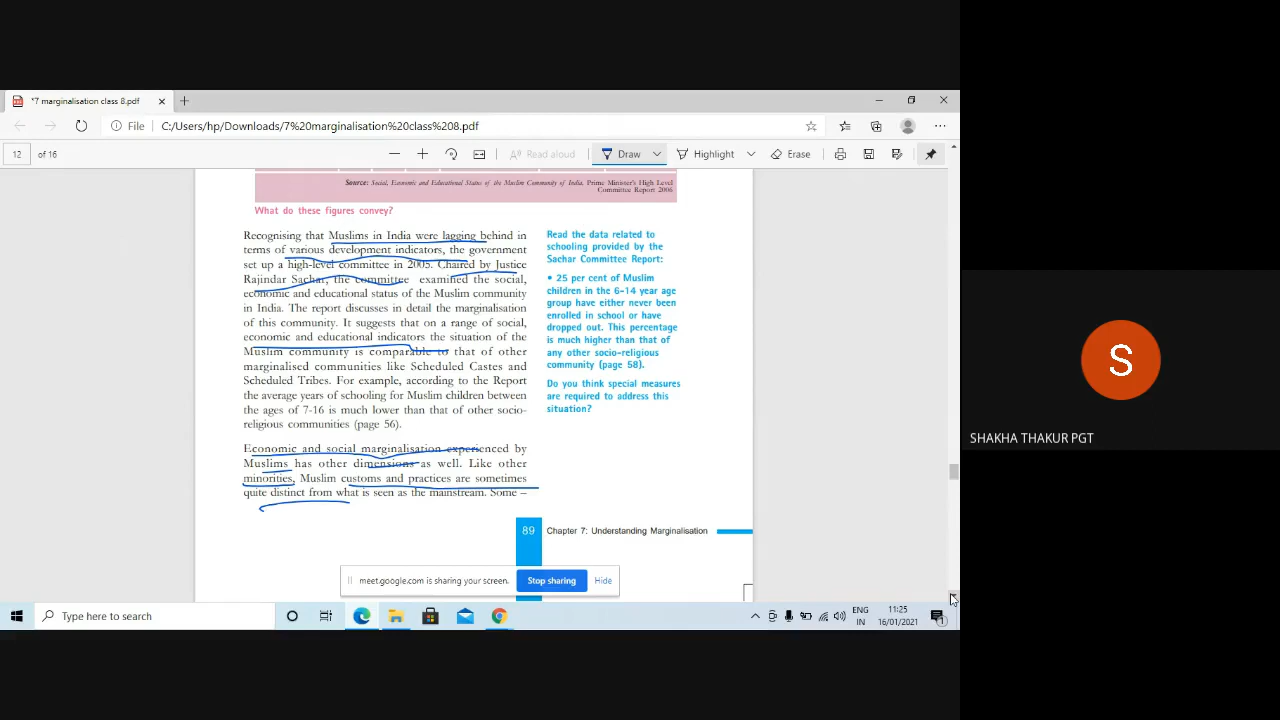 *7 marginalisation class 8.pdf
File C:/Users/hp/Downloads/7%20marginalisation%20class%208.pdf
12 of 16 Read aloud Draw Highlight Erase
Source: Social, Economic and Educational Status of the Muslim Community of India. Prime Minister's High Level
Committee Report 2006
What do these figures convey?
Recognising that Muslims in India were lagging behind in
terms of various development indicators, the government
set up a high-level committee in 2005. Chaired by Justice
Rajindar Sachar, the committee examined the social,
economic and educational status of the Muslim community
in India. The report discusses in detail the marginalisation
of this community. It suggests that on a range of social,
economic and educational indicators the situation of the
Muslim community is comparable to that of other
marginalised communities like Scheduled Castes and
Scheduled Tribes. For example, according to the Report
the average years of schooling for Muslim children between
the ages of 7-16 is much lower than that of other socio-
religious communities (page 56).
Economic and social marginalisation experienced by
Muslims has other dimensions as well. Like other
minorities, Muslim customs and practices are sometimes
quite distinct from what is seen as the mainstream. Some –
Read the data related to
schooling provided by the
Sachar Committee Report:
• 25 per cent of Muslim
children in the 6-14 year age
group have either never been
enrolled in school or have
dropped out. This percentage
is much higher than that of
any other socio-religious
community (page 58).
Do you think special measures
are required to address this
situation?
89 Chapter 7: Understanding Marginalisation
meet.google.com is sharing your screen. Stop sharing Hide
Type here to search
ENG
IN
11:25
16/01/2021
1
S
SHAKHA THAKUR PGT